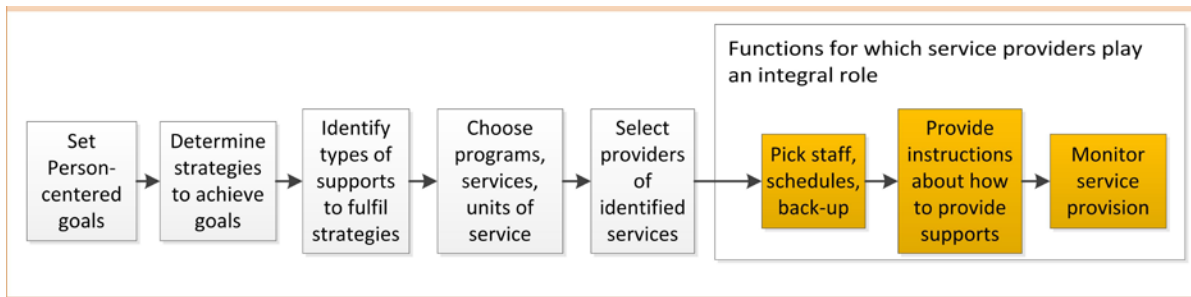 Functions for which service providers play
an integral role
Set
Person-
centered
goals
Determine
strategies
to achieve
goals
Identify
types of
supports
to fulfil
strategies
Choose
programs,
services,
units of
service
Select
providers
of
identified
services
Pick staff,
schedules,
back-up
Provide
instructions
about how
to provide
supports
Monitor
service
provision